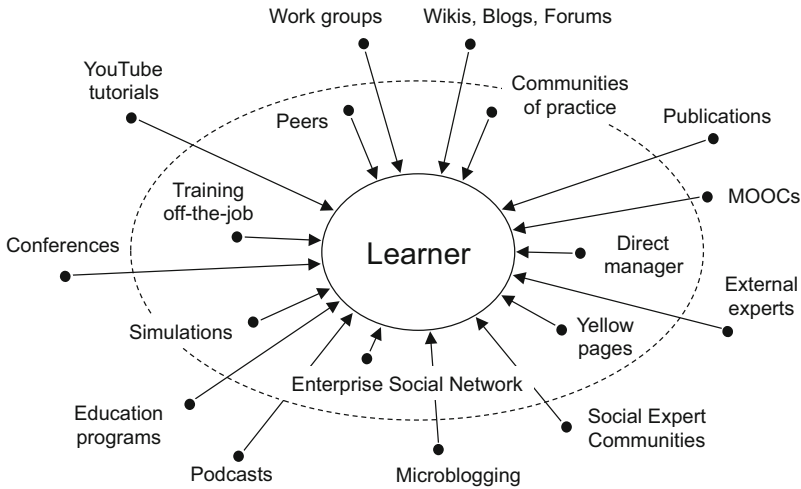 Work groups
Wikis, Blogs, Forums
YouTube
tutorials
Communities
of practice
Peers
Publications
Training
off-the-job
MOOCs
Conferences
Learner
Direct
manager
External
experts
Simulations
Yellow
pages
Enterprise Social Network
Education
programs
Social Expert
Communities
Podcasts
Microblogging